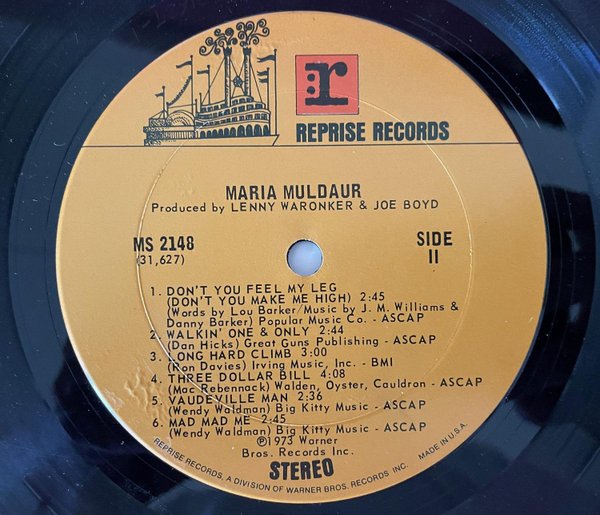 r
REPRISE RECORDS
MARIA MULDAUR
Produced by LENNY WARONKER & JOE BOYD
MS 2148
(31,627)
SIDE
II
1. DON'T YOU FEEL MY LEG
(DON'T YOU MAKE ME HIGH) 2:45
(Words by Lou Barker/Music by J. M. Williams &
Danny Barker) Popular Music Co. - ASCAP
2. WALKIN' ONE & ONLY 2:44
(Dan Hicks) Great Guns Publishing - ASCAP
3. LONG HARD CLIMB 3:00
(Ron Davies) Irving Music, Inc. - BMI
4. THREE DOLLAR BILL 4:08
(Mac Rebennack) Walden, Oyster, Cauldron - ASCAP
5. VAUDEVILLE MAN 2:36
(Wendy Waldman) Big Kitty Music - ASCAP
6. MAD MAD ME 2:45
(Wendy Waldman) Big Kitty Music - ASCAP
℗1973 Warner
Bros. Records Inc.
STEREO
REPRISE RECORDS, A DIVISION OF WARNER BROS. RECORDS INC. MADE IN U.S.A.